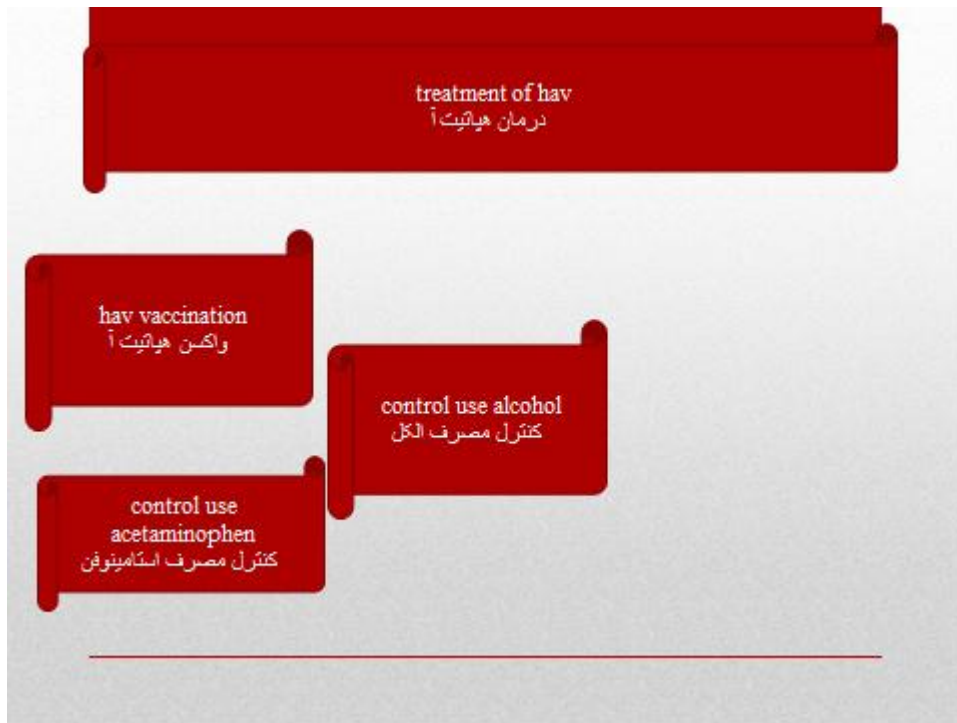 treatment of hav
درمان هپاتیت آ
hav vaccination
واکسن هپاتیت آ
control use alcohol
کنترل مصرف الکل
control use
acetaminophen
کنترل مصرف استامینوفن